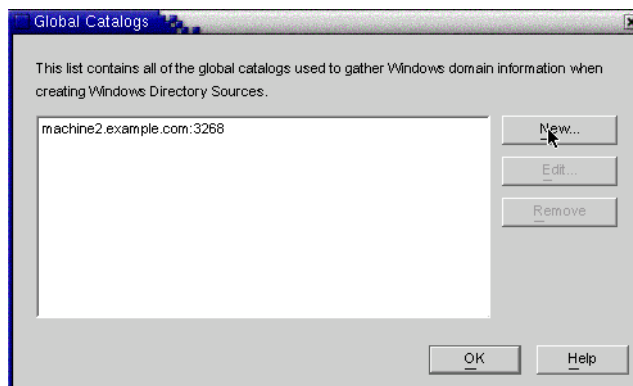 Global Catalogs
This list contains all of the global catalogs used to gather Windows domain information when
creating Windows Directory Sources.
machine2.example.com:3268
New...
Edit...
Remove
OK
Help